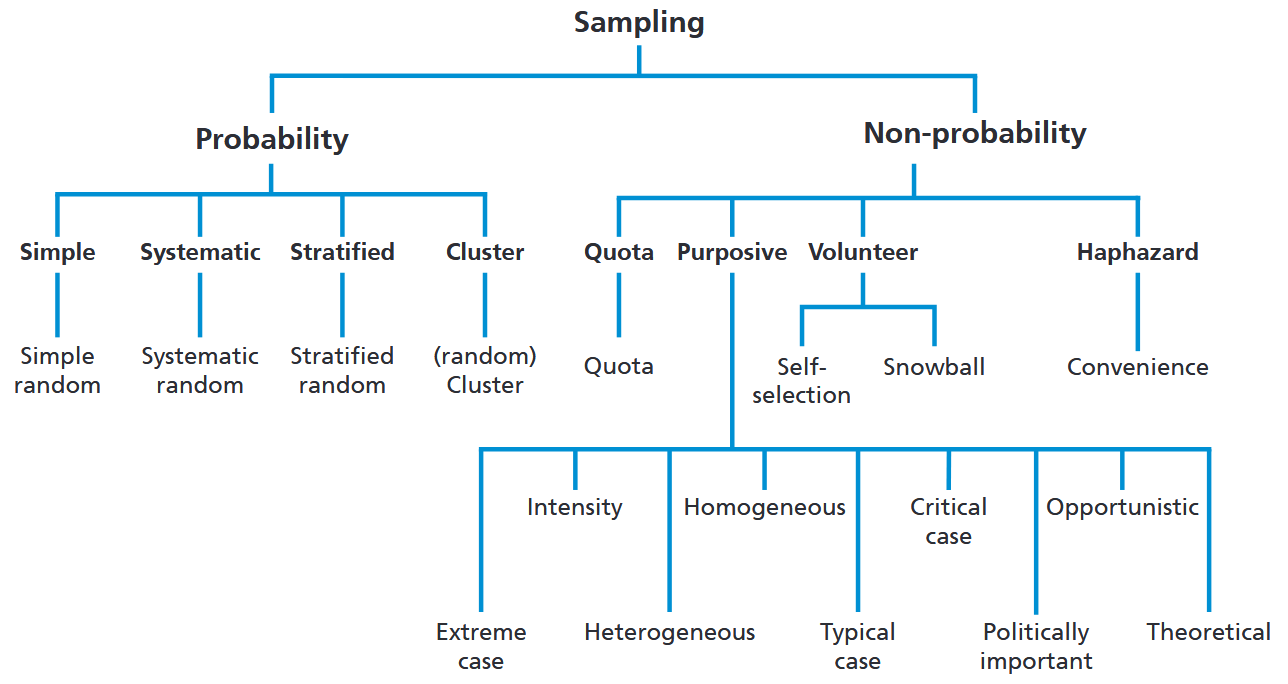 Sampling
Probability
Non-probability
Simple
Systematic
Stratified
Cluster
Quota
Purposive
Volunteer
Haphazard
Simple
random
Systematic
random
Stratified
random
(random)
Cluster
Quota
Self-
selection
Snowball
Convenience
Intensity
Homogeneous
Critical
case
Opportunistic
Extreme
case
Heterogeneous
Typical
case
Politically
important
Theoretical